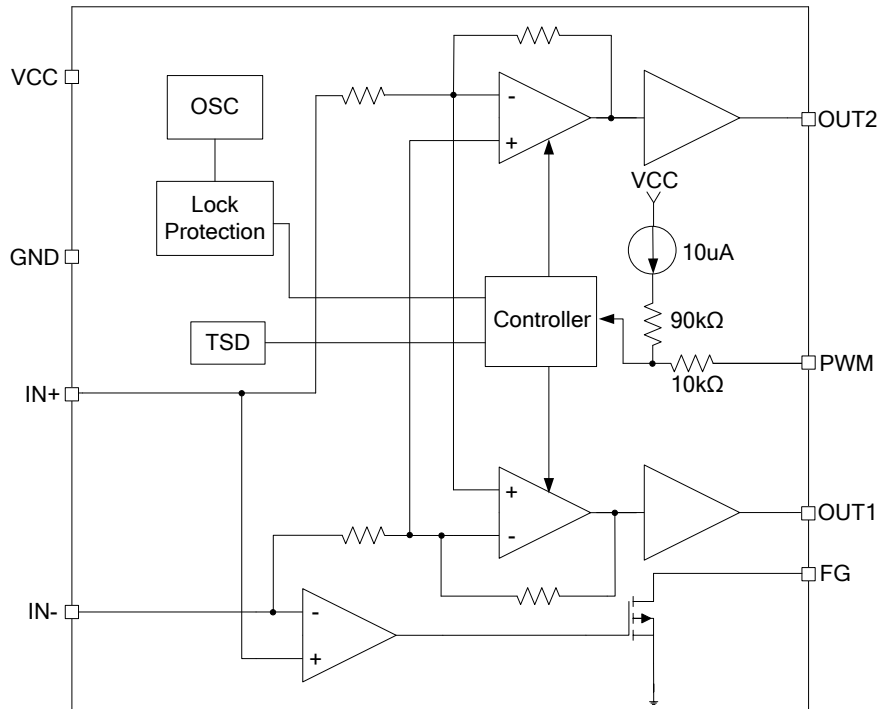 VCC
OSC
-
+
OUT2
Lock
Protection
VCC
GND
10uA
Controller
90kΩ
TSD
PWM
10kΩ
IN+
+
-
OUT1
FG
IN-
-
+